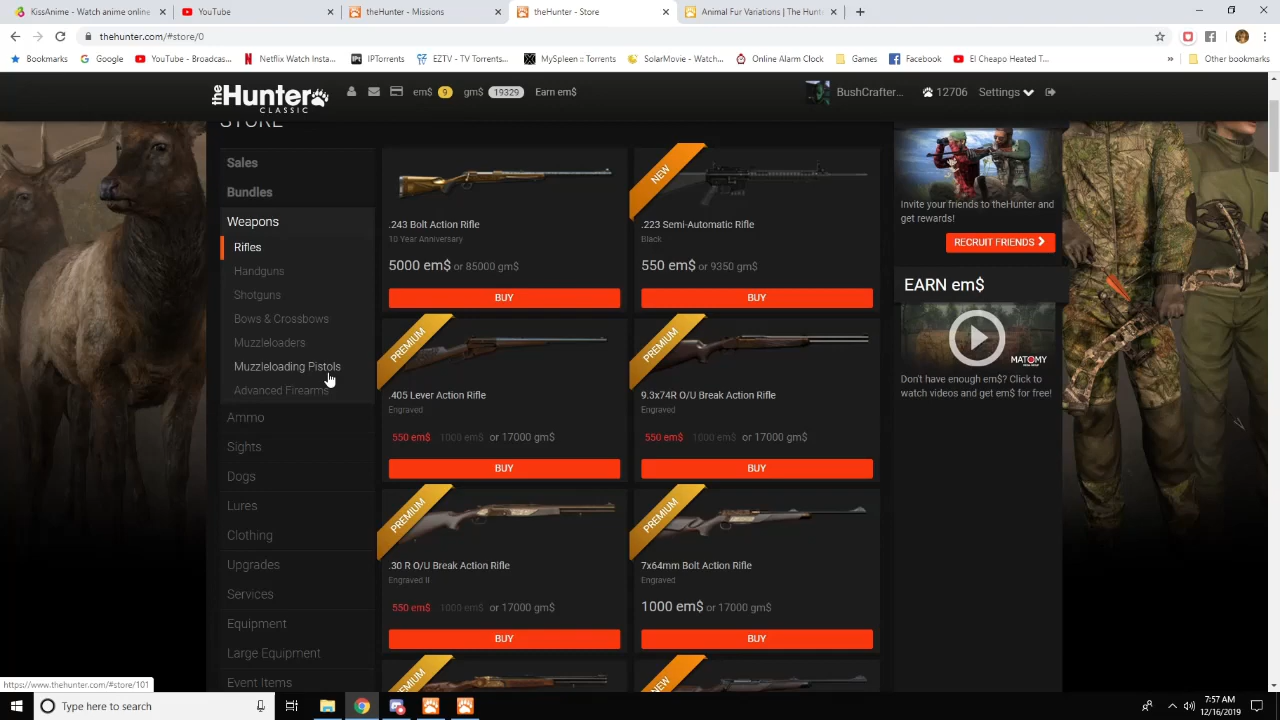 KissAnime - Watch anime online
YouTube
theHunter - Missions
theHunter - Store
Animal Fur Variations | The Hunt
thehunter.com/#store/0
Bookmarks
Google
YouTube - Broadcas...
Netflix Watch Insta...
IPTorrents
EZTV - TV Torrents...
MySpleen :: Torrents
SolarMovie - Watch...
Online Alarm Clock
Games
Facebook
El Cheapo Heated T...
»
Other bookmarks
theHunter
CLASSIC
em$ 9 gm$ 19329 Earn em$
BushCrafter... 12706 Settings
STORE
Sales
Bundles
Weapons
Rifles
Handguns
Shotguns
Bows & Crossbows
Muzzleloaders
Muzzleloading Pistols
Advanced Firearms
Ammo
Sights
Dogs
Lures
Clothing
Upgrades
Services
Equipment
Large Equipment
Event Items
.243 Bolt Action Rifle
10 Year Anniversary
5000 em$ or 85000 gm$
BUY
NEW
.223 Semi-Automatic Rifle
Black
550 em$ or 9350 gm$
BUY
PREMIUM
.405 Lever Action Rifle
Engraved
550 em$ 1000 em$ or 17000 gm$
BUY
PREMIUM
9.3x74R O/U Break Action Rifle
Engraved
550 em$ 1000 em$ or 17000 gm$
BUY
PREMIUM
.30 R O/U Break Action Rifle
Engraved II
550 em$ 1000 em$ or 17000 gm$
BUY
PREMIUM
7x64mm Bolt Action Rifle
Engraved
1000 em$ or 17000 gm$
BUY
PREMIUM
NEW
Invite your friends to theHunter and
get rewards!
RECRUIT FRIENDS
EARN em$
MATOMY
Don't have enough em$? Click to
watch videos and get em$ for free!
https://www.thehunter.com/#store/101
Type here to search
7:57 AM
12/16/2019